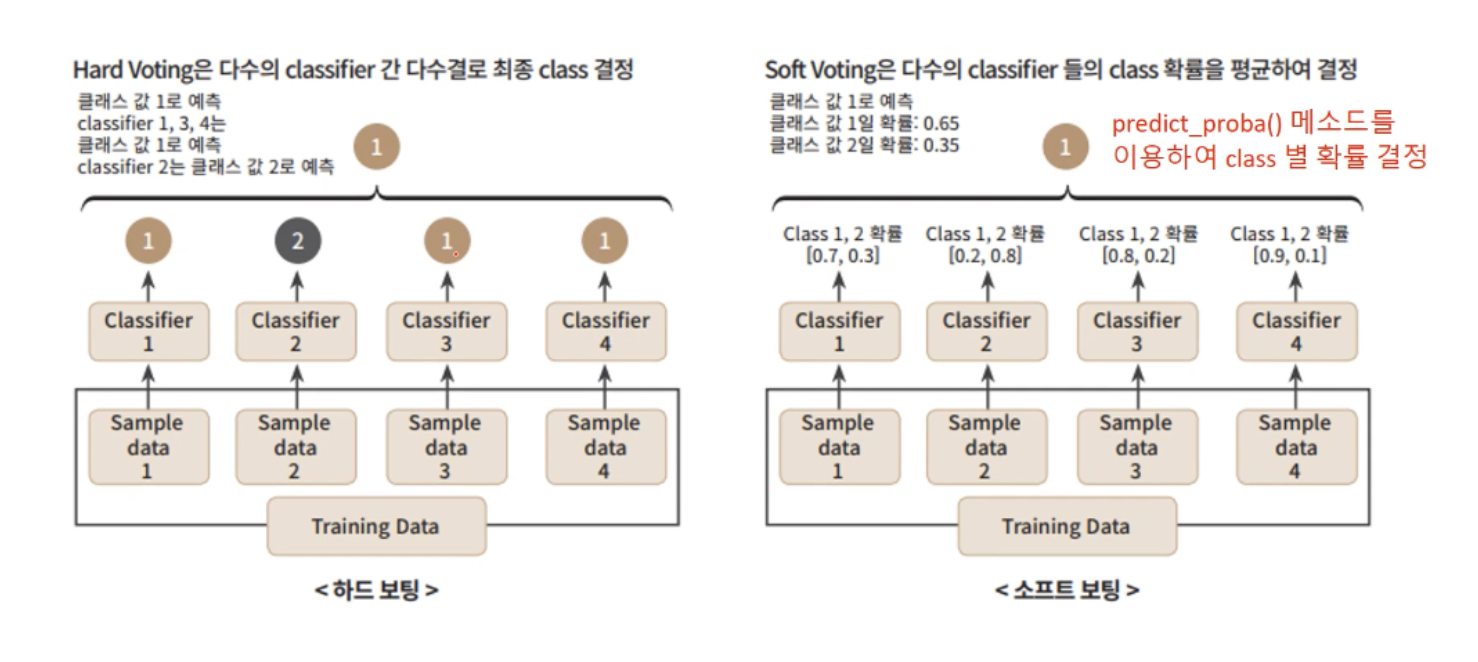 Hard Voting은 다수의 classifier 간 다수결로 최종 class 결정
클래스 값 1로 예측
classifier 1, 3, 4는
클래스 값 1로 예측
classifier 2는 클래스 값 2로 예측
1
1
2
1
1
Classifier
1
Classifier
2
Classifier
3
Classifier
4
Sample
data
1
Sample
data
2
Sample
data
3
Sample
data
4
Training Data
< 하드 보팅 >
Soft Voting은 다수의 classifier 들의 class 확률을 평균하여 결정
클래스 값 1로 예측
클래스 값 1일 확률: 0.65
클래스 값 2일 확률: 0.35
1
predict_proba() 메소드를
이용하여 class 별 확률 결정
Class 1, 2 확률
[0.7, 0.3]
Class 1, 2 확률
[0.2, 0.8]
Class 1, 2 확률
[0.8, 0.2]
Class 1, 2 확률
[0.9, 0.1]
Classifier
1
Classifier
2
Classifier
3
Classifier
4
Sample
data
1
Sample
data
2
Sample
data
3
Sample
data
4
Training Data
< 소프트 보팅 >